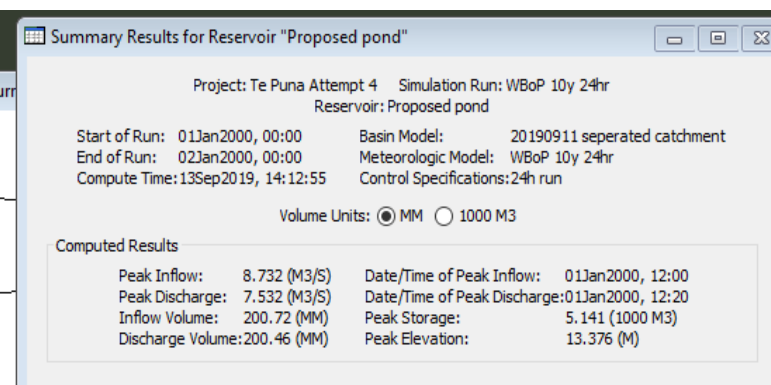 Summary Results for Reservoir "Proposed pond"
urr
Project: Te Puna Attempt 4 Simulation Run: WBoP 10y 24hr
Reservoir: Proposed pond
Start of Run: 01Jan2000, 00:00 Basin Model: 20190911 seperated catchment
End of Run: 02Jan2000, 00:00 Meteorologic Model: WBoP 10y 24hr
Compute Time:13Sep2019, 14:12:55 Control Specifications:24h run
Volume Units: MM 1000 M3
Computed Results
Peak Inflow: 8.732 (M3/S) Date/Time of Peak Inflow: 01Jan2000, 12:00
Peak Discharge: 7.532 (M3/S) Date/Time of Peak Discharge:01Jan2000, 12:20
Inflow Volume: 200.72 (MM) Peak Storage: 5.141 (1000 M3)
Discharge Volume:200.46 (MM) Peak Elevation: 13.376 (M)